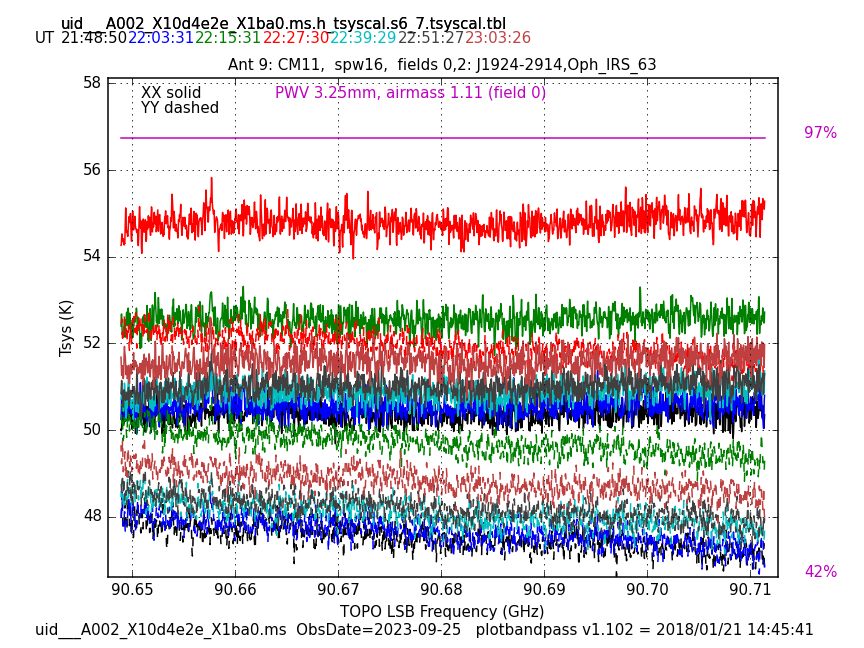 uid___A002_X10d4e2e_X1ba0.ms.h_tsyscal.s6_7.tsyscal.tbl
UT 21:48:50 22:03:31 22:15:31 22:27:30 22:39:29 22:51:27 23:03:26
Ant 9: CM11,  spw16,  fields 0,2: J1924-2914,Oph_IRS_63
XX solid
YY dashed
PWV 3.25mm, airmass 1.11 (field 0)
97%
42%
58
56
54
52
50
48
Tsys (K)
90.65 90.66 90.67 90.68 90.69 90.70 90.71
TOPO LSB Frequency (GHz)
uid___A002_X10d4e2e_X1ba0.ms  ObsDate=2023-09-25   plotbandpass v1.102 = 2018/01/21 14:45:41